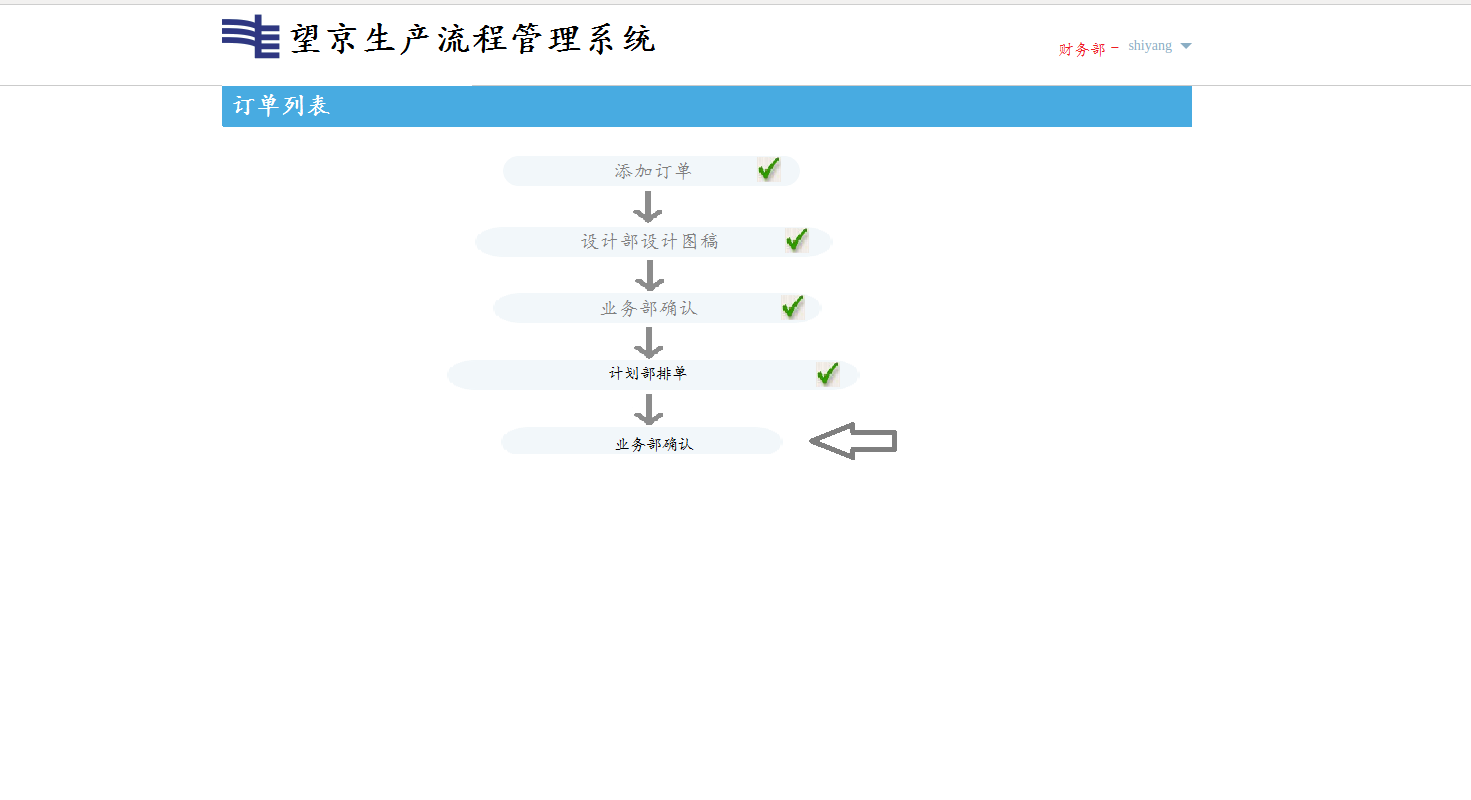 望京生产流程管理系统
财务部 – shiyang
订单列表
添加订单
设计部设计图稿
业务部确认
计划部排单
业务部确认